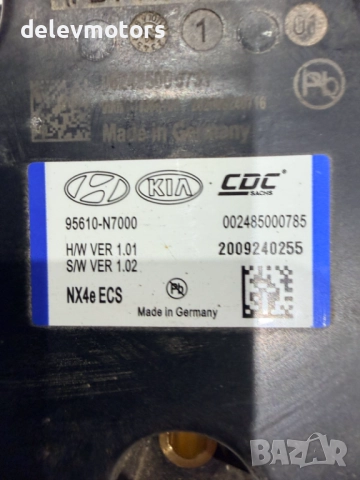 delevmotors
1
Made in Germany
Pb
KIA CDC
SACHS
95610-N7000 002485000785
H/W VER 1.01 2009240255
S/W VER 1.02
NX4e ECS Pb
Made in Germany
BAZAR